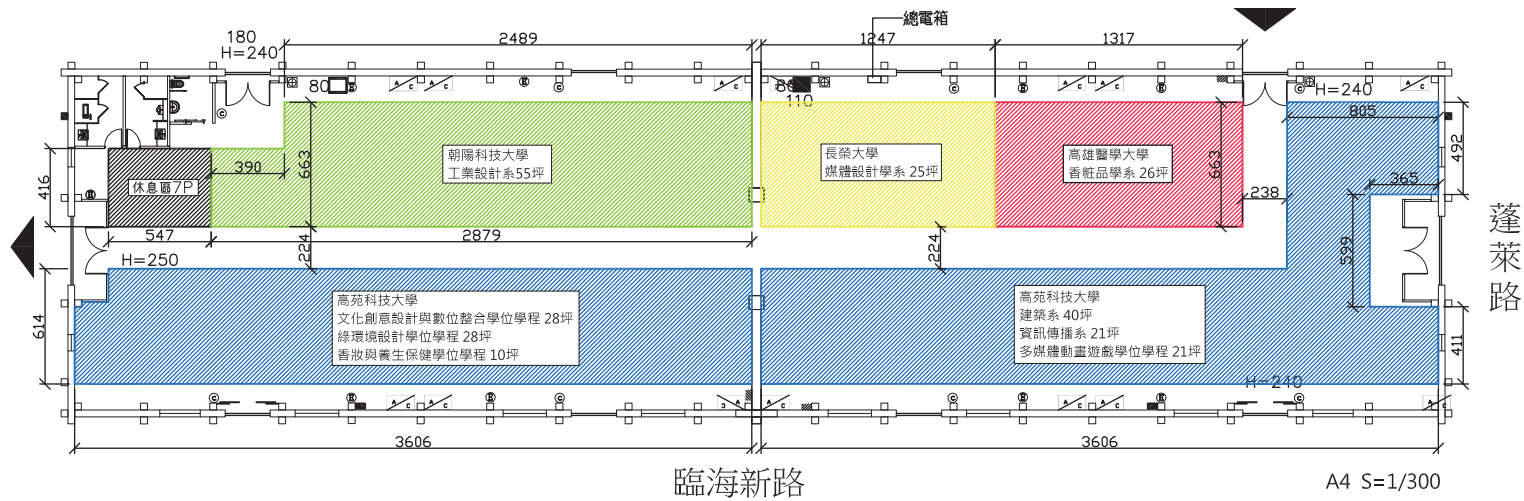 總電箱
180
H=240
2489
1247
1317
80
80
110
H=240
805
朝陽科技大學
工業設計系55坪
長榮大學
媒體設計學系 25坪
高雄醫學大學
香粧品學系 26坪
663
663
492
416
390
休息區7P
365
238
547
2879
224
224
599
蓬萊路
H=250
高苑科技大學
文化創意設計與數位整合學位學程 28坪
綠環境設計學位學程 28坪
香妝與養生保健學位學程 10坪
高苑科技大學
建築系 40坪
資訊傳播系 21坪
多媒體動畫遊戲學位學程 21坪
614
411
H=240
3606
3606
臨海新路
A4 S=1/300